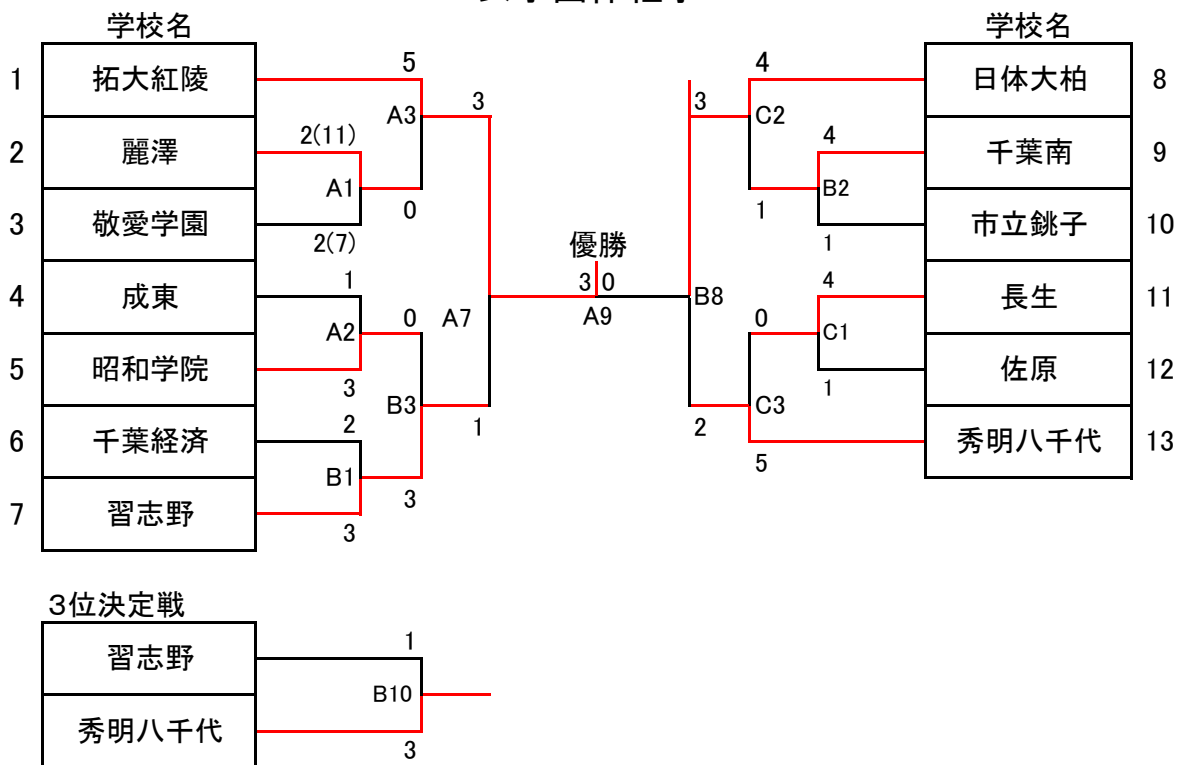 学校名
1 拓大紅陵
2 麗澤
3 敬愛学園
4 成東
5 昭和学院
6 千葉経済
7 習志野
5
A3
3
2(11)
A1
0
2(7)
1
A2
0
A7
3
B3
2
1
B1
3
3
優勝
3 0
A9
学校名
日体大柏 8
千葉南 9
市立銚子 10
長生 11
佐原 12
秀明八千代 13
4
3
C2
4
B2
1
1
B8
4
0
C1
1
C3
2
5
3位決定戦
習志野
秀明八千代
1
B10
3